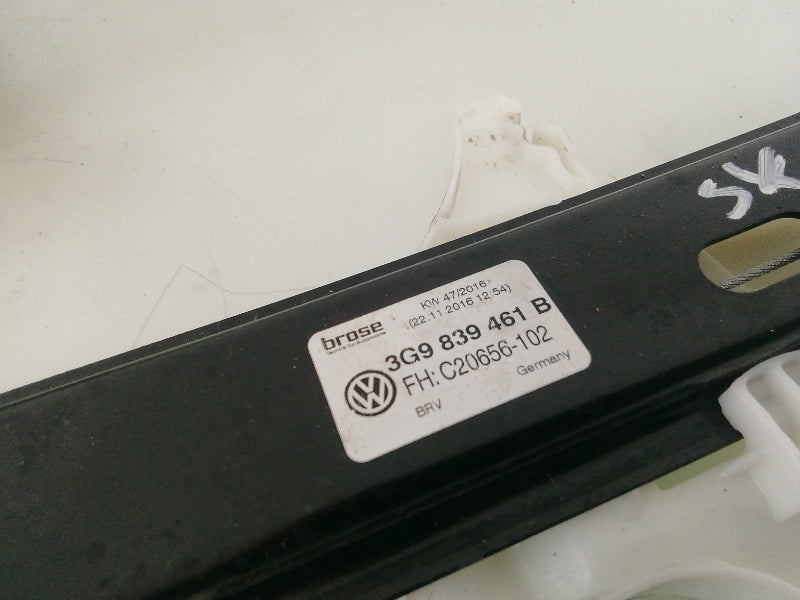 SK
KW 47/2016
(22.11.2016 12:54)
brose
3G9 839 461 B
FH: C20656-102
BRV
Germany